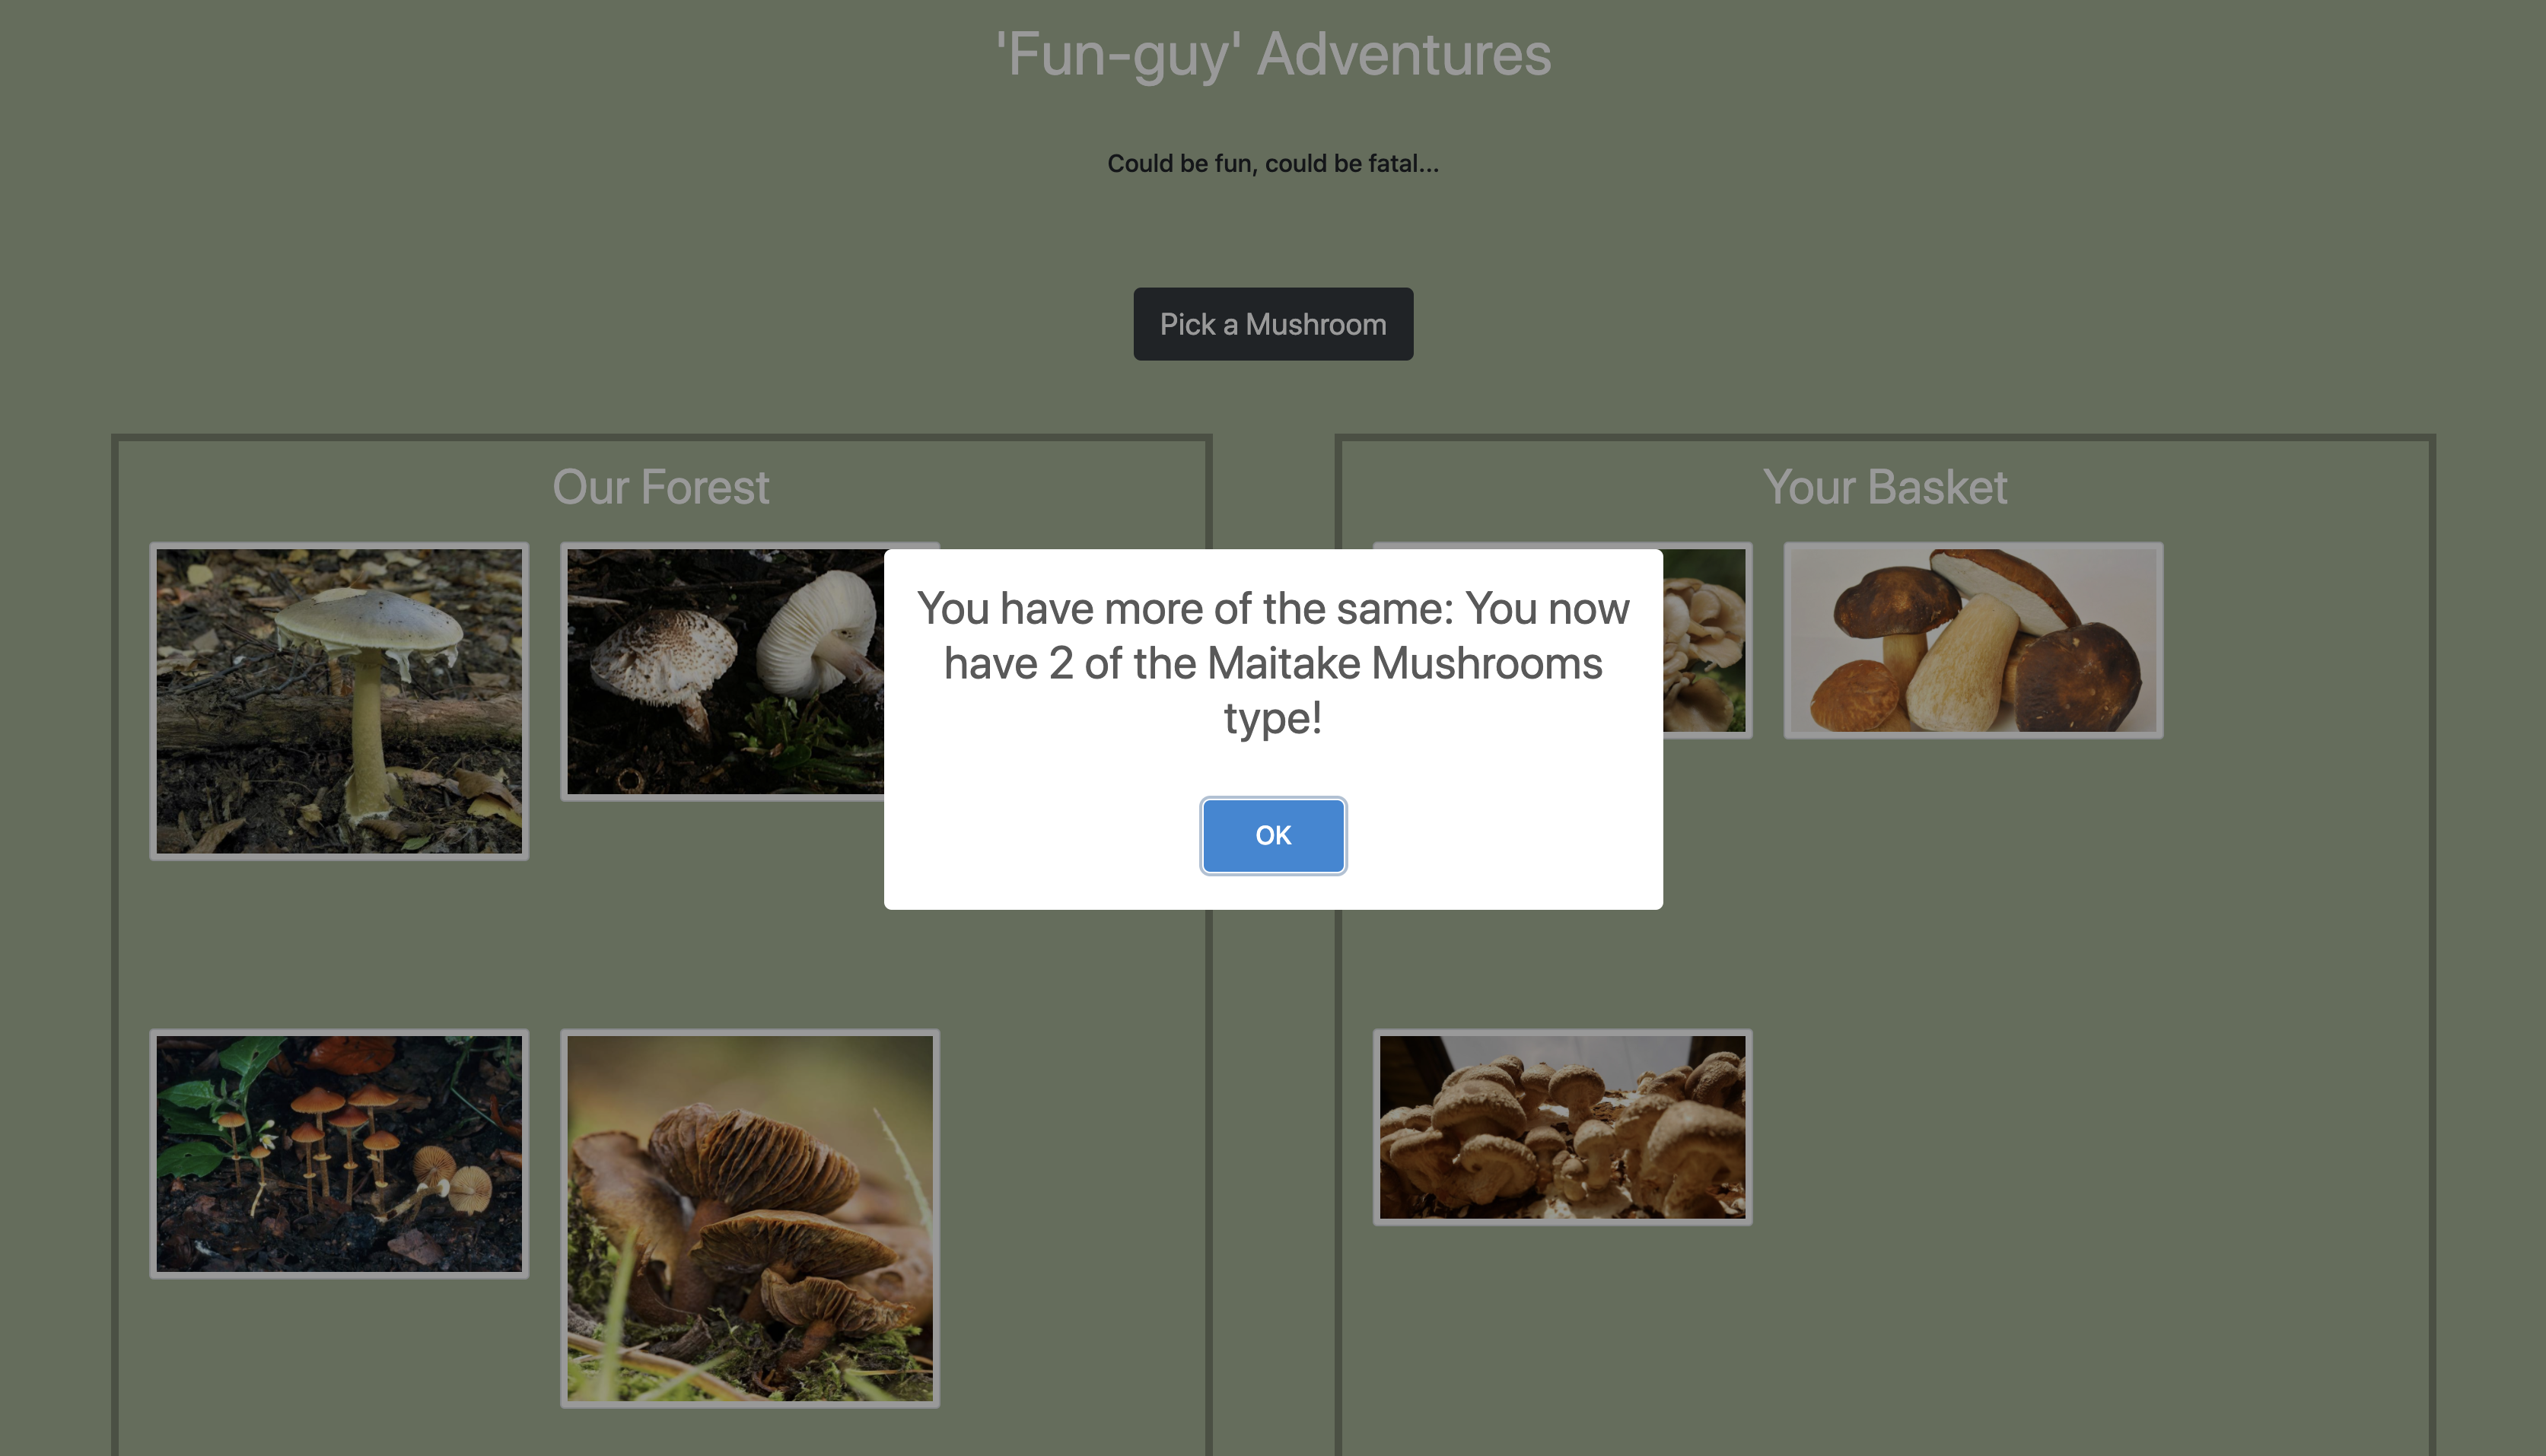 'Fun-guy' Adventures
Could be fun, could be fatal...
Pick a Mushroom
Our Forest
Your Basket
You have more of the same: You now
have 2 of the Maitake Mushrooms
type!
OK